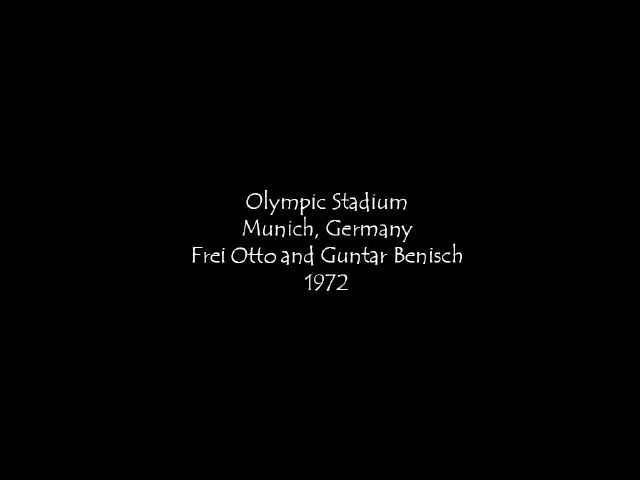 Olympic Stadium
Munich, Germany
Frei Otto and Guntar Benisch
1972